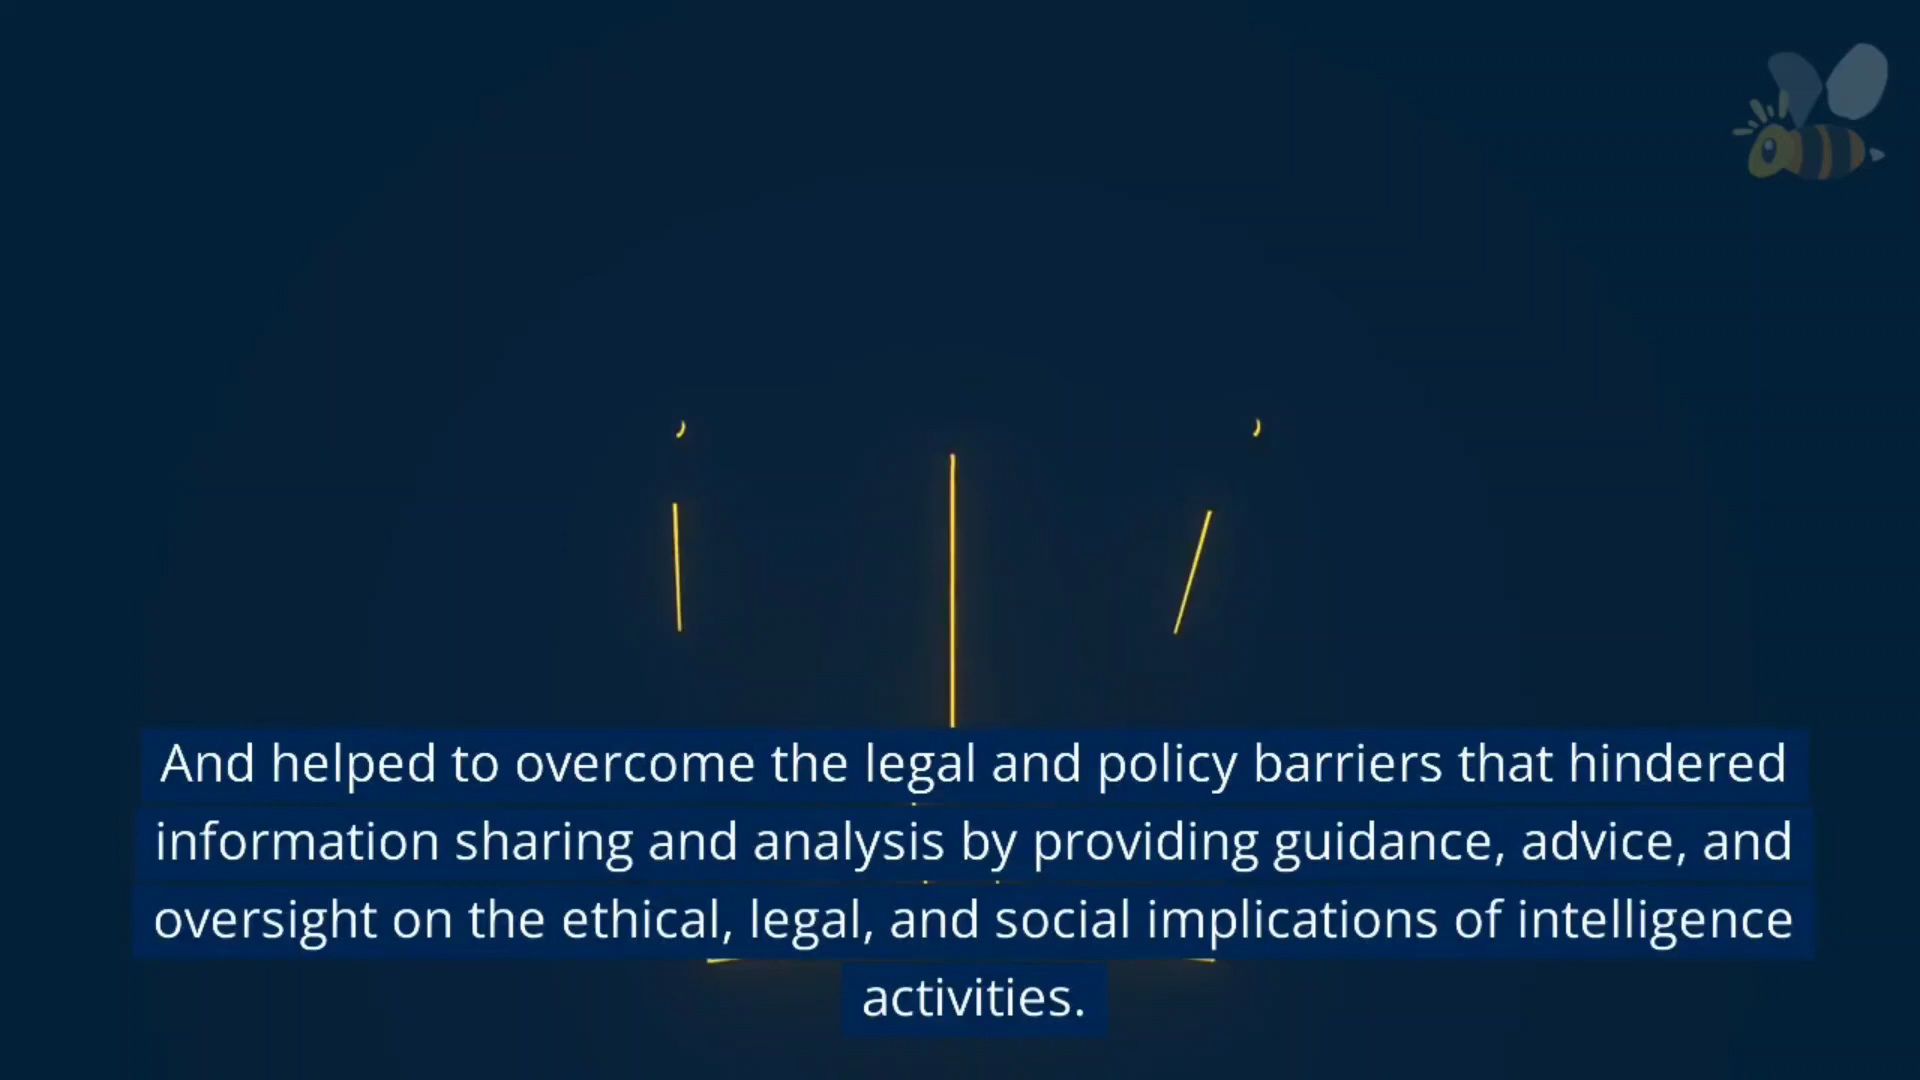 And helped to overcome the legal and policy barriers that hindered
information sharing and analysis by providing guidance, advice, and
oversight on the ethical, legal, and social implications of intelligence
activities.